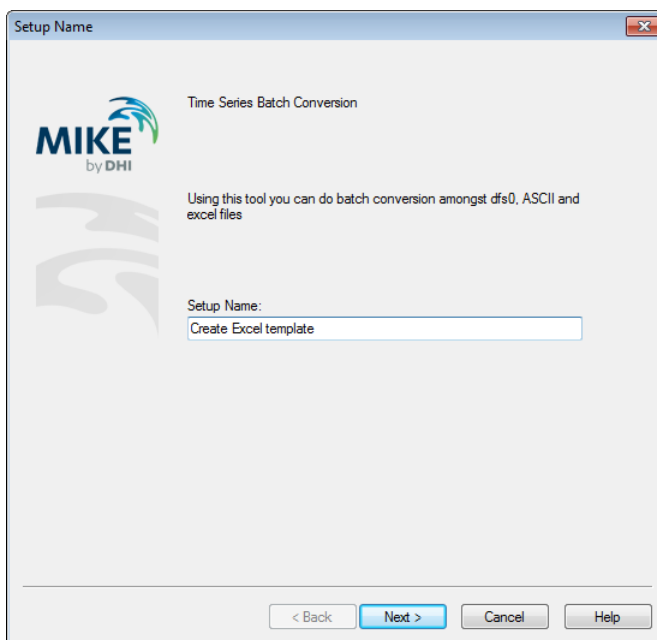 Setup Name
MIKE
by DHI
Time Series Batch Conversion
Using this tool you can do batch conversion amongst dfs0, ASCII and
excel files
Setup Name:
Create Excel template
< Back
Next >
Cancel
Help